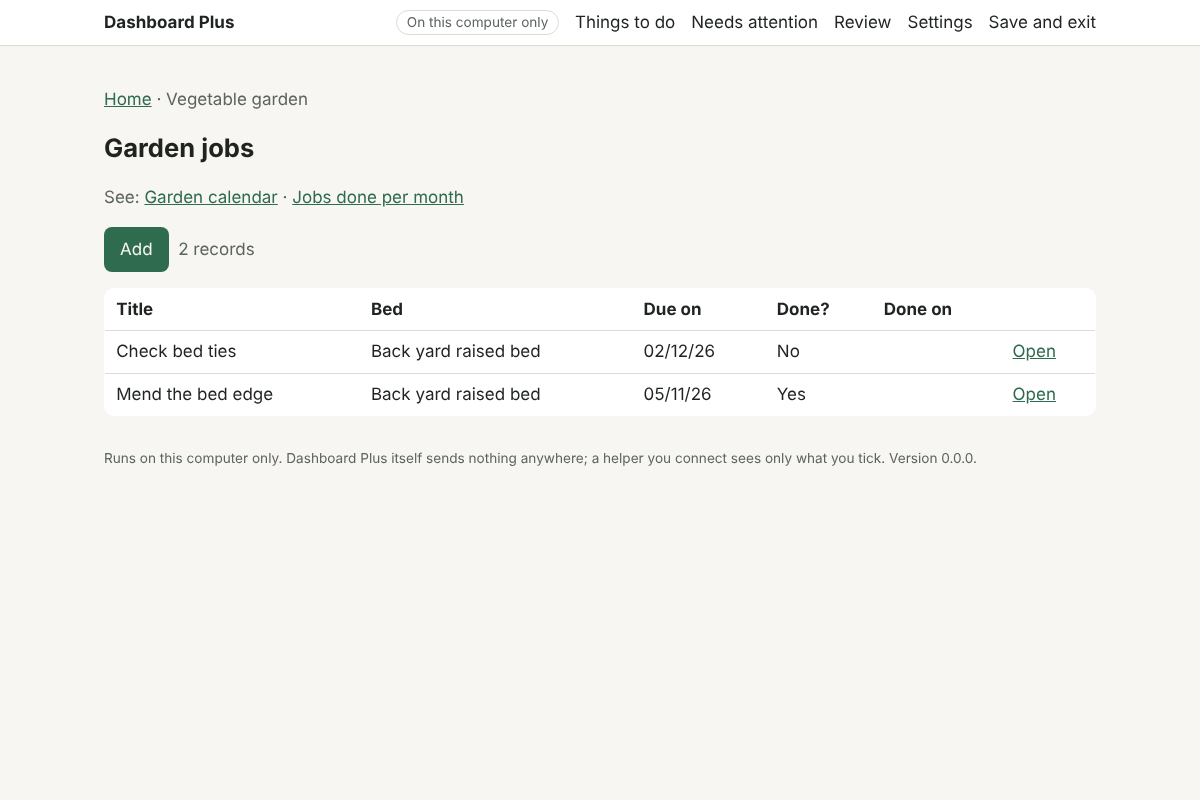 Dashboard Plus On this computer only Things to do Needs attention Review Settings Save and exit
Home · Vegetable garden
Garden jobs
See: Garden calendar · Jobs done per month
Add 2 records
Title Bed Due on Done? Done on
Check bed ties Back yard raised bed 02/12/26 No Open
Mend the bed edge Back yard raised bed 05/11/26 Yes Open
Runs on this computer only. Dashboard Plus itself sends nothing anywhere; a helper you connect sees only what you tick. Version 0.0.0.